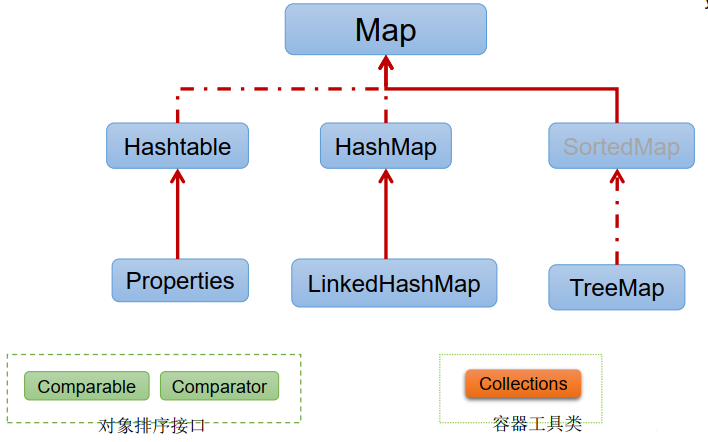 Map
Hashtable
HashMap
SortedMap
Properties
LinkedHashMap
TreeMap
Comparable
Comparator
Collections
对象排序接口
容器工具类